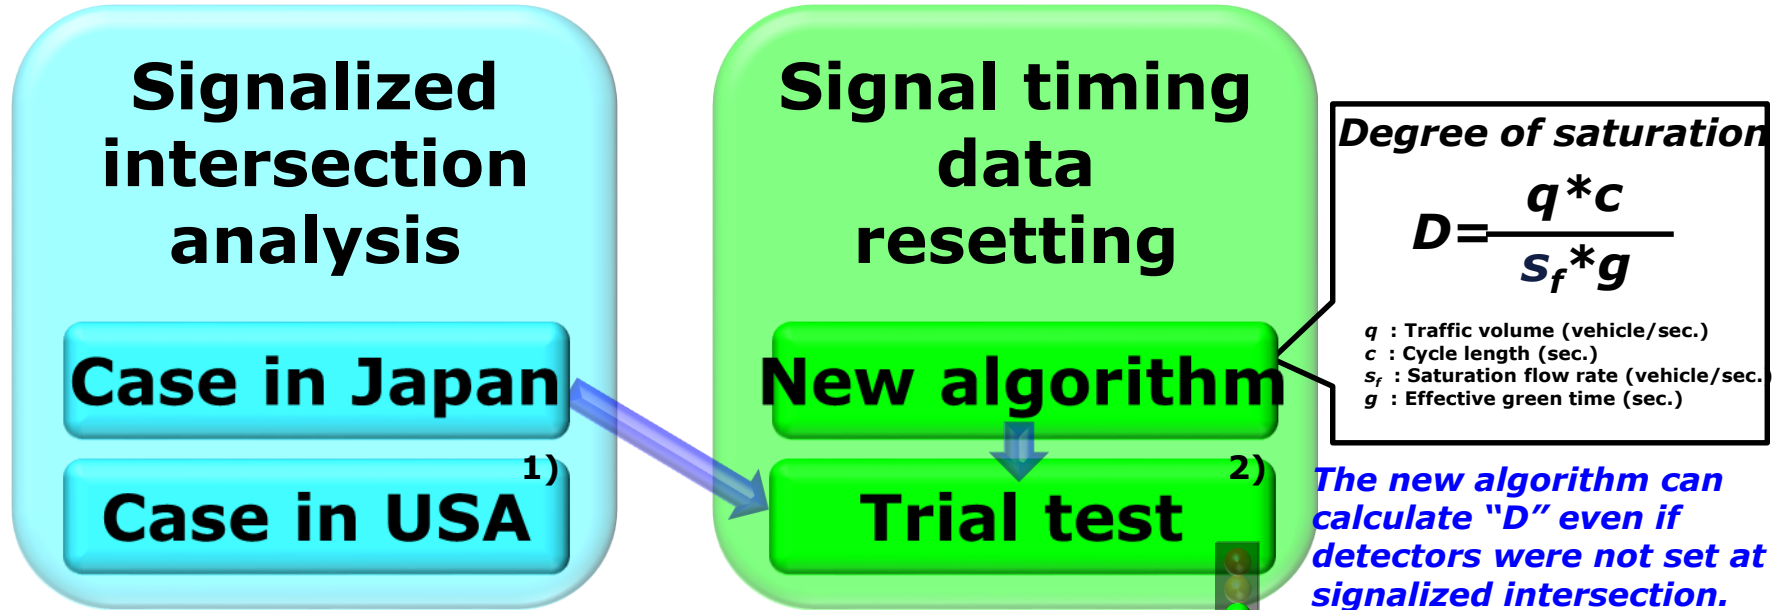 Signalized
intersection
analysis
Case in Japan
1)
Case in USA
Signal timing
data
resetting
New algorithm
2)
Trial test
Degree of saturation
D=
q*c
s_f*g
q : Traffic volume (vehicle/sec.)
c : Cycle length (sec.)
s_f : Saturation flow rate (vehicle/sec.)
g : Effective green time (sec.)
The new algorithm can
calculate “D” even if
detectors were not set at
signalized intersection.